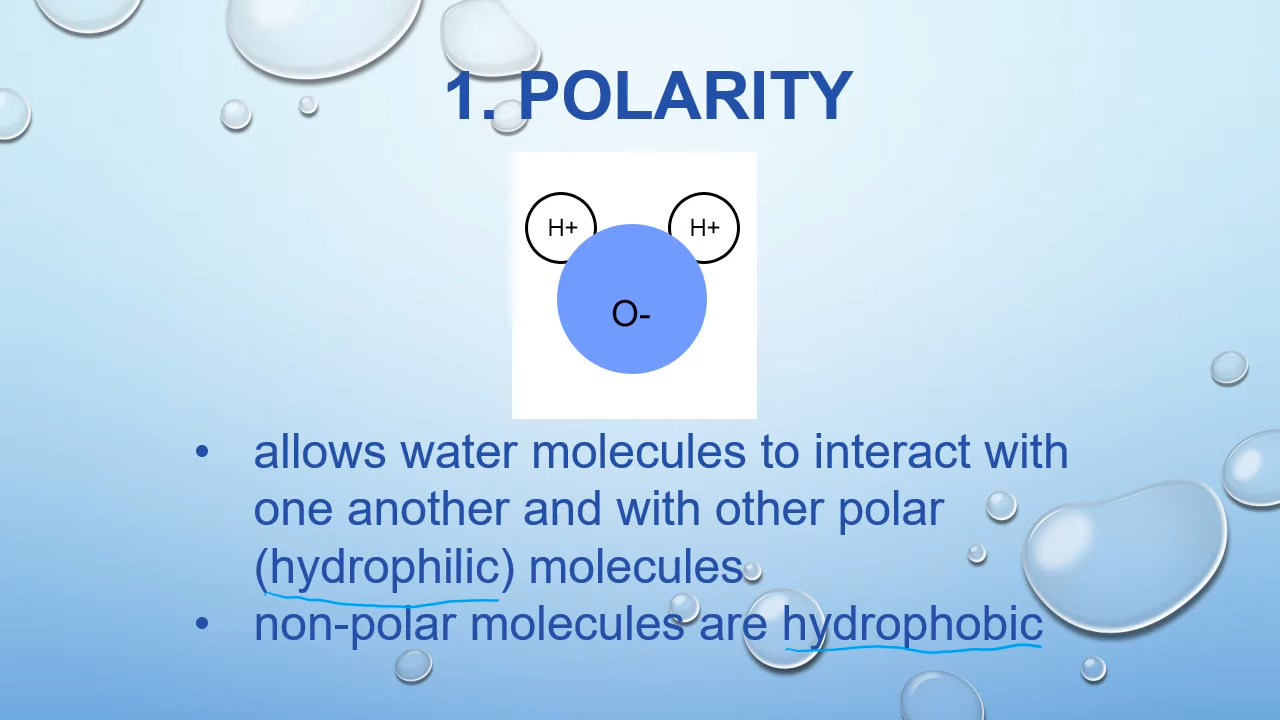 1. POLARITY
H+ H+
O-
• allows water molecules to interact with
one another and with other polar
(hydrophilic) molecules
• non-polar molecules are hydrophobic